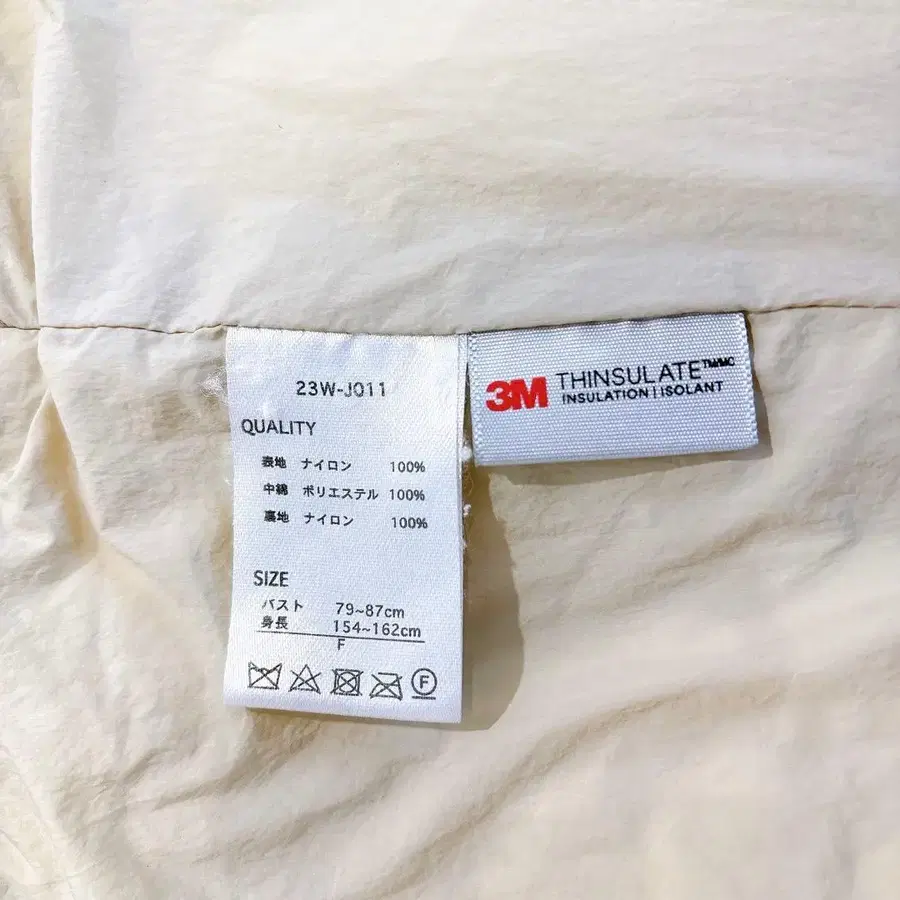 23W-J011
QUALITY
表地 ナイロン 100%
中綿 ポリエステル 100%
裏地 ナイロン 100%
SIZE
バスト 79~87cm
身長 154~162cm
F
F
3M THINSULATE™/MC
INSULATION | ISOLANT